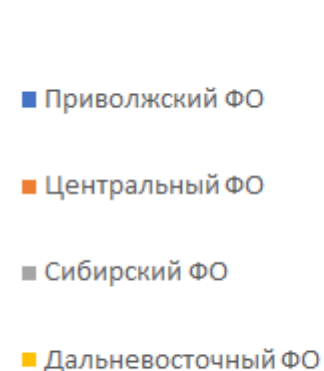 Приволжский ФО
Центральный ФО
Сибирский ФО
Дальневосточный ФО